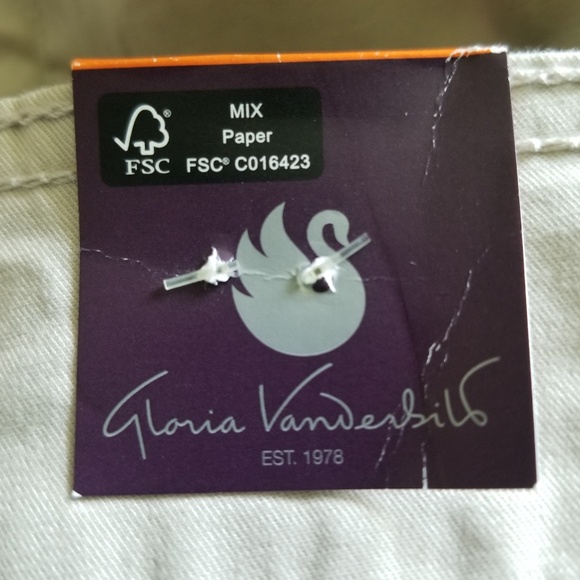 MIX
Paper
FSC® C016423
FSC
®
Gloria Vanderbilt
EST. 1978